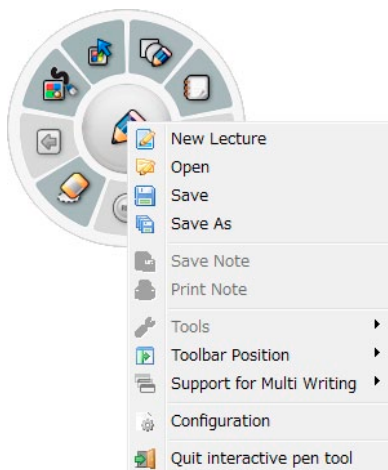 New Lecture
Open
Save
Save As
Save Note
Print Note
Tools
Toolbar Position
Support for Multi Writing
Configuration
Quit interactive pen tool